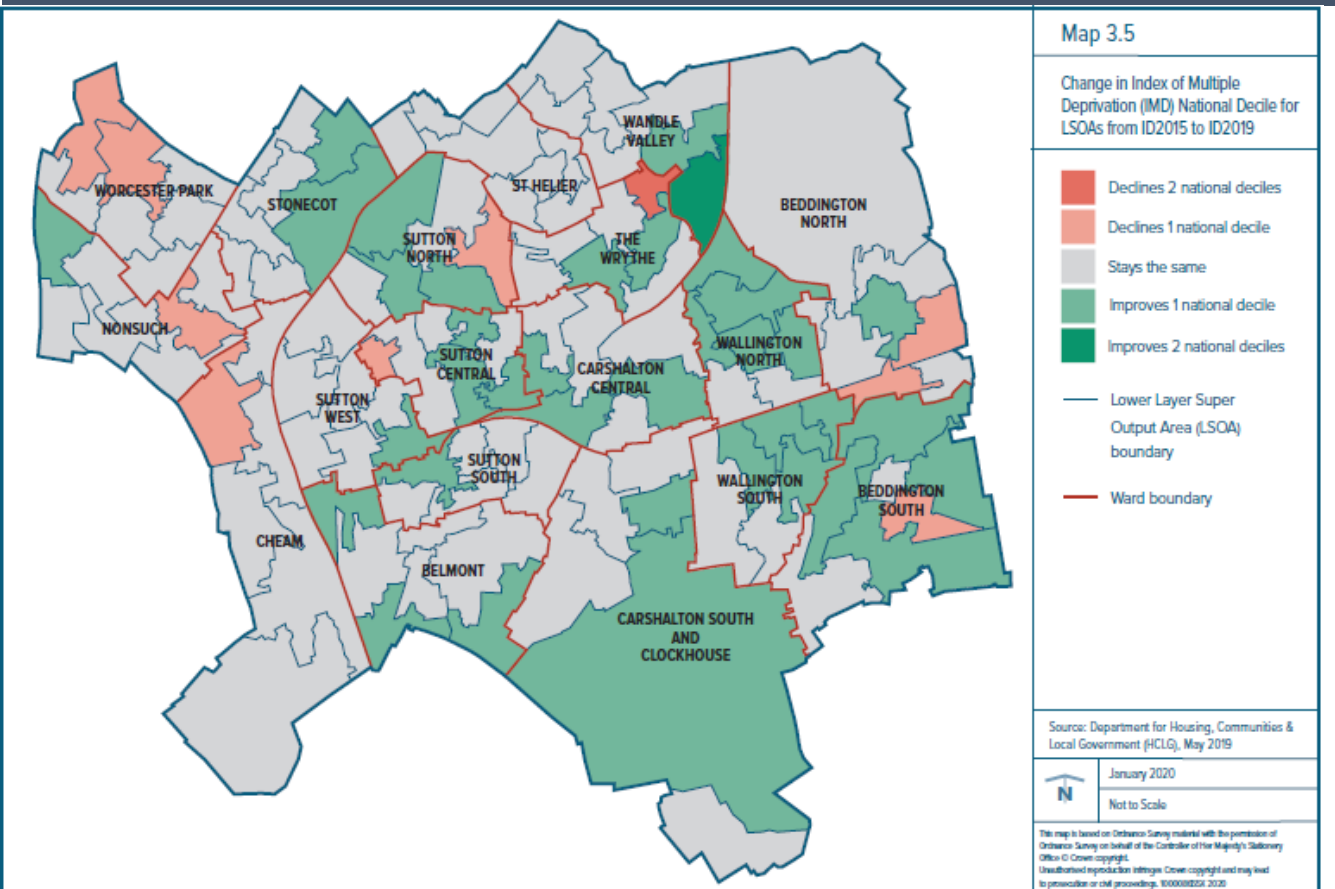 WORCESTER PARK
STONECOT
WANDLE
VALLEY
ST HELIER
BEDDINGTON
NORTH
SUTTON
NORTH
THE
WRYTHE
NONSUCH
SUTTON
CENTRAL
CARSHALTON
CENTRAL
WALLINGTON
NORTH
SUTTON
WEST
SUTTON
SOUTH
WALLINGTON
SOUTH
BEDDINGTON
SOUTH
CHEAM
BELMONT
CARSHALTON SOUTH
AND
CLOCKHOUSE
Map 3.5
Change in Index of Multiple
Deprivation (IMD) National Decile for
LSOAs from ID2015 to ID2019
Declines 2 national deciles
Declines 1 national decile
Stays the same
Improves 1 national decile
Improves 2 national deciles
Lower Layer Super
Output Area (LSOA)
boundary
Ward boundary
Source: Department for Housing, Communities &
Local Government (HCLG), May 2019
N
January 2020
Not to Scale
This map is based on Ordnance Survey material with the permission of
Ordnance Survey on behalf of the Controller of Her Majesty's Stationery
Office © Crown copyright.
Unauthorised reproduction infringes Crown copyright and may lead
to prosecution or civil proceedings. 2020